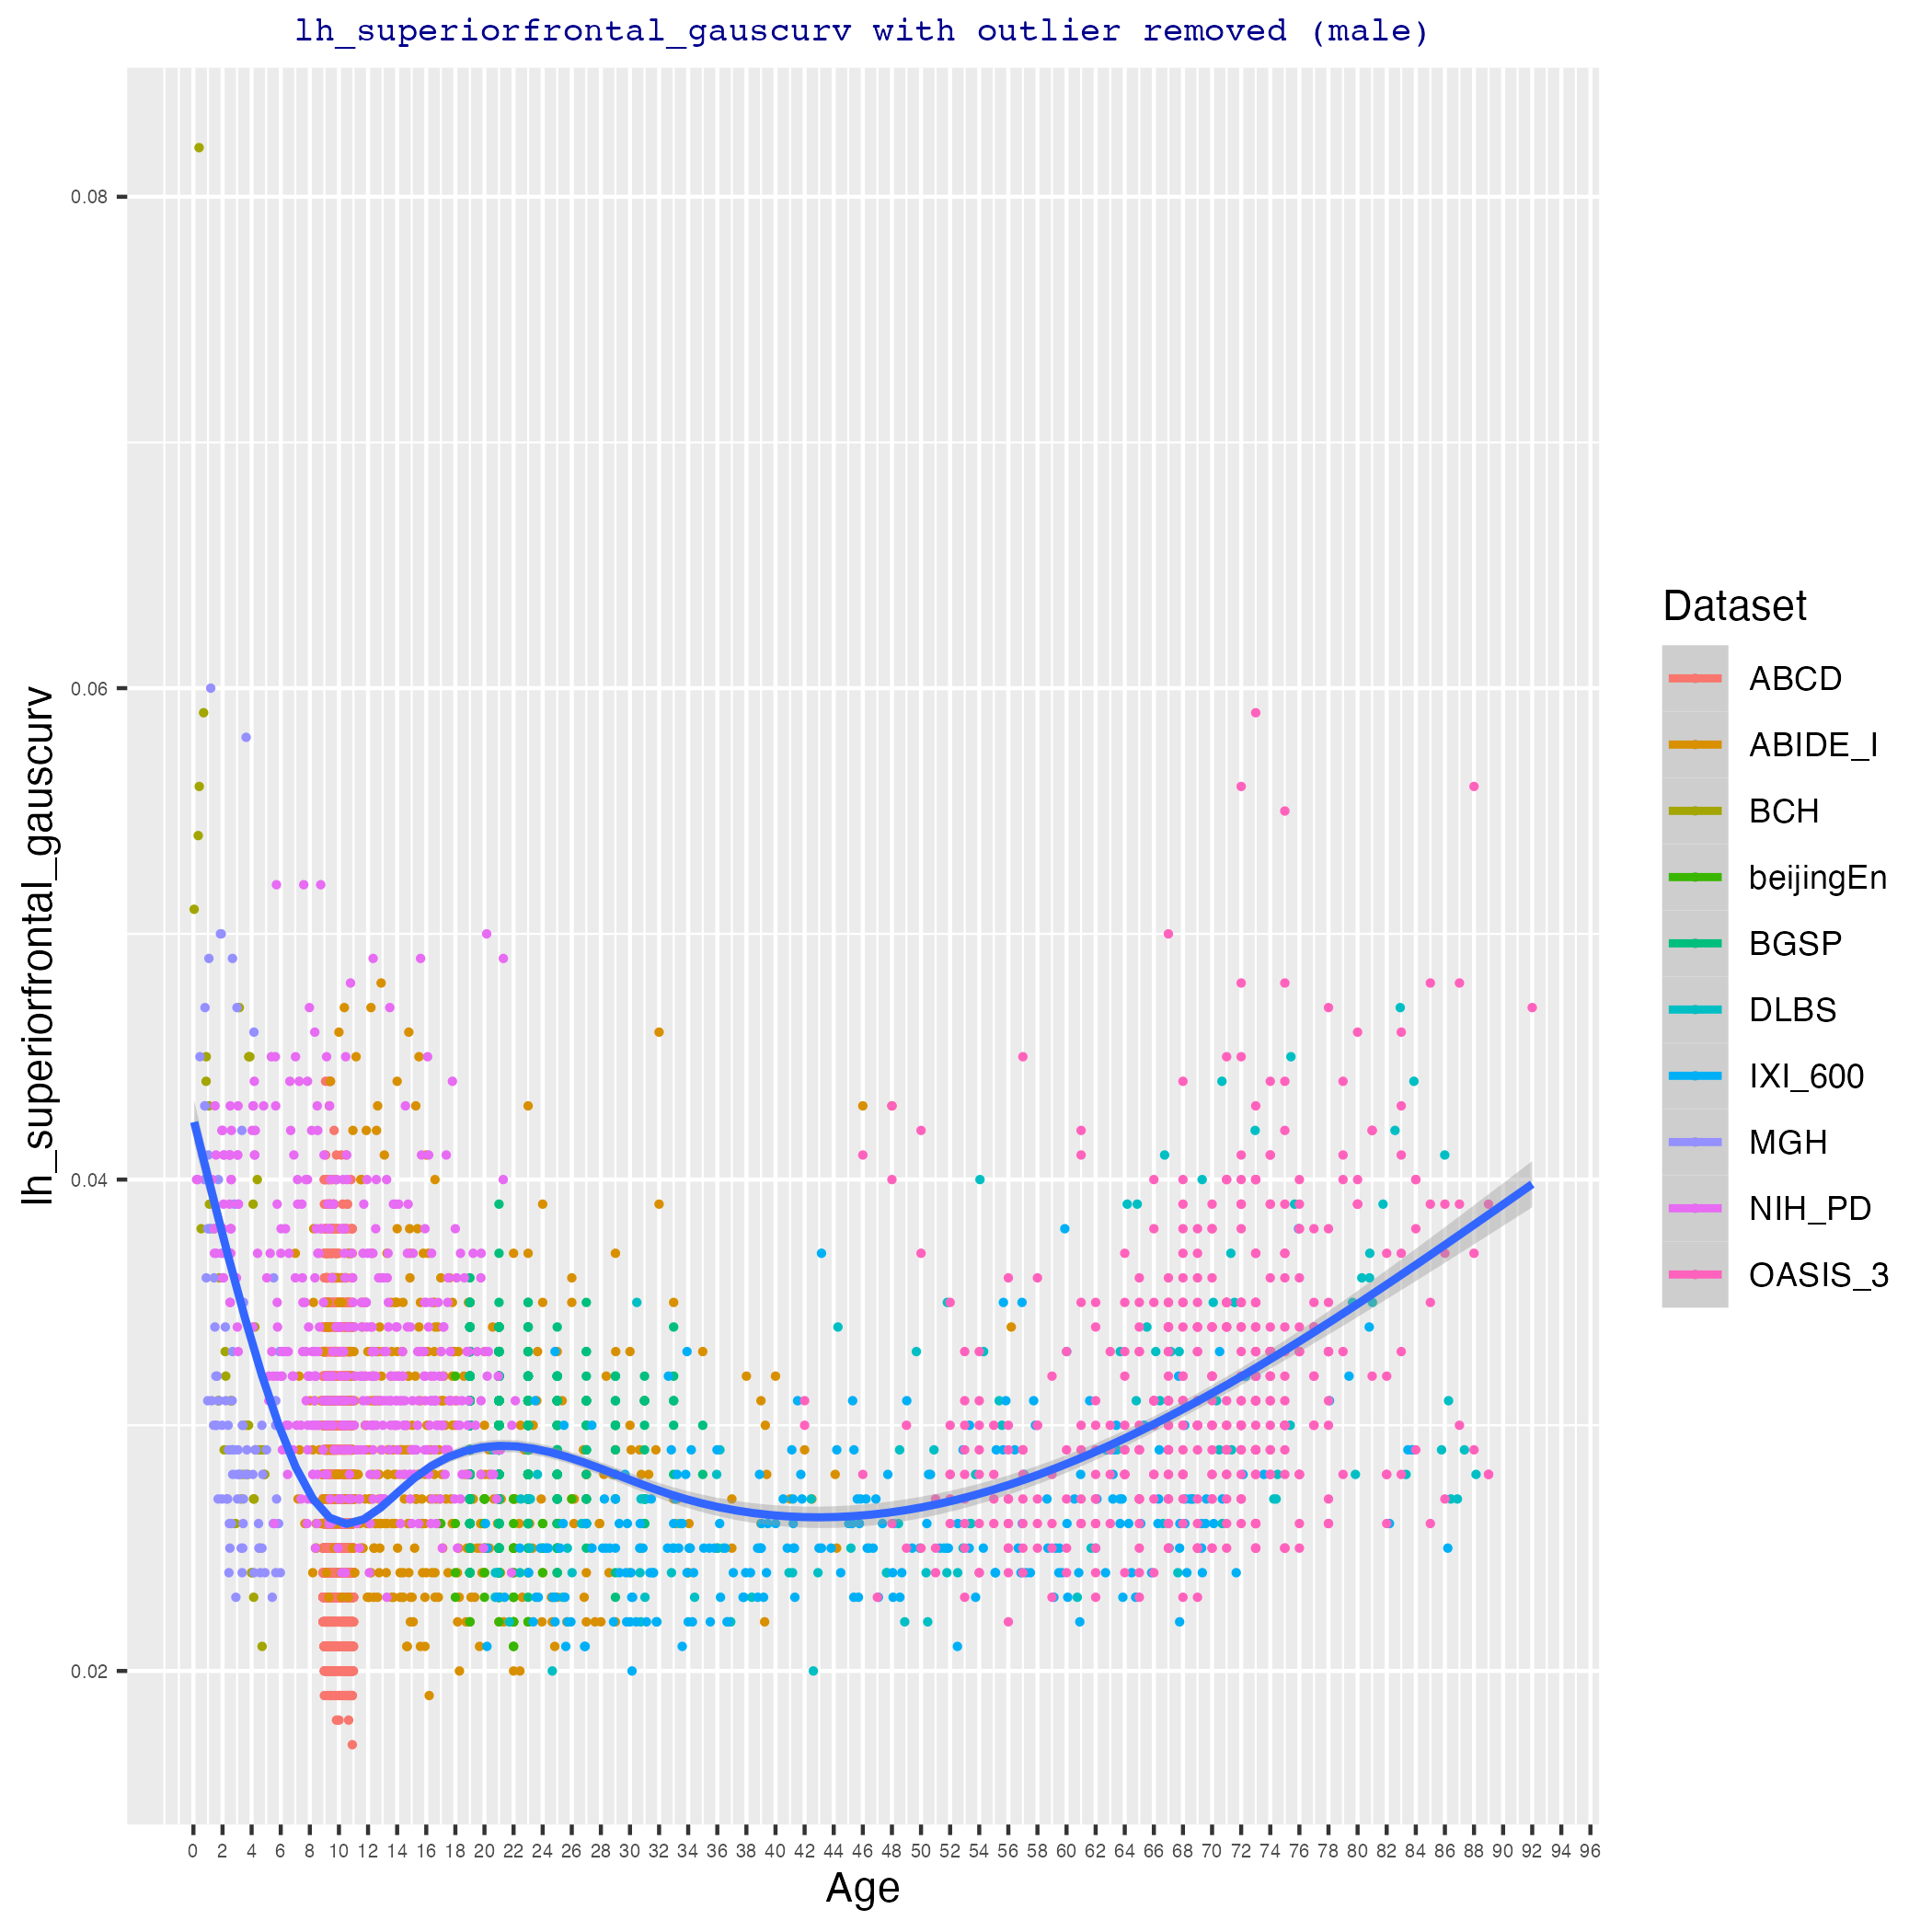 lh_superiorfrontal_gauscurv with outlier removed (male)
0.08
0.06
0.04
0.02
lh_superiorfrontal_gauscurv
0 2 4 6 8 10 12 14 16 18 20 22 24 26 28 30 32 34 36 38 40 42 44 46 48 50 52 54 56 58 60 62 64 66 68 70 72 74 76 78 80 82 84 86 88 90 92 94 96
Age
Dataset
ABCD
ABIDE_I
BCH
beijingEn
BGSP
DLBS
IXI_600
MGH
NIH_PD
OASIS_3